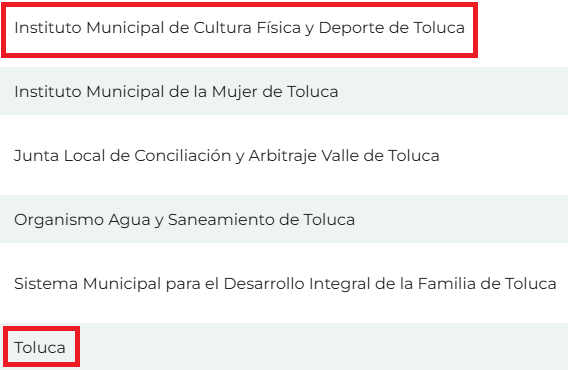 Instituto Municipal de Cultura Física y Deporte de Toluca
Instituto Municipal de la Mujer de Toluca
Junta Local de Conciliación y Arbitraje Valle de Toluca
Organismo Agua y Saneamiento de Toluca
Sistema Municipal para el Desarrollo Integral de la Familia de Toluca
Toluca